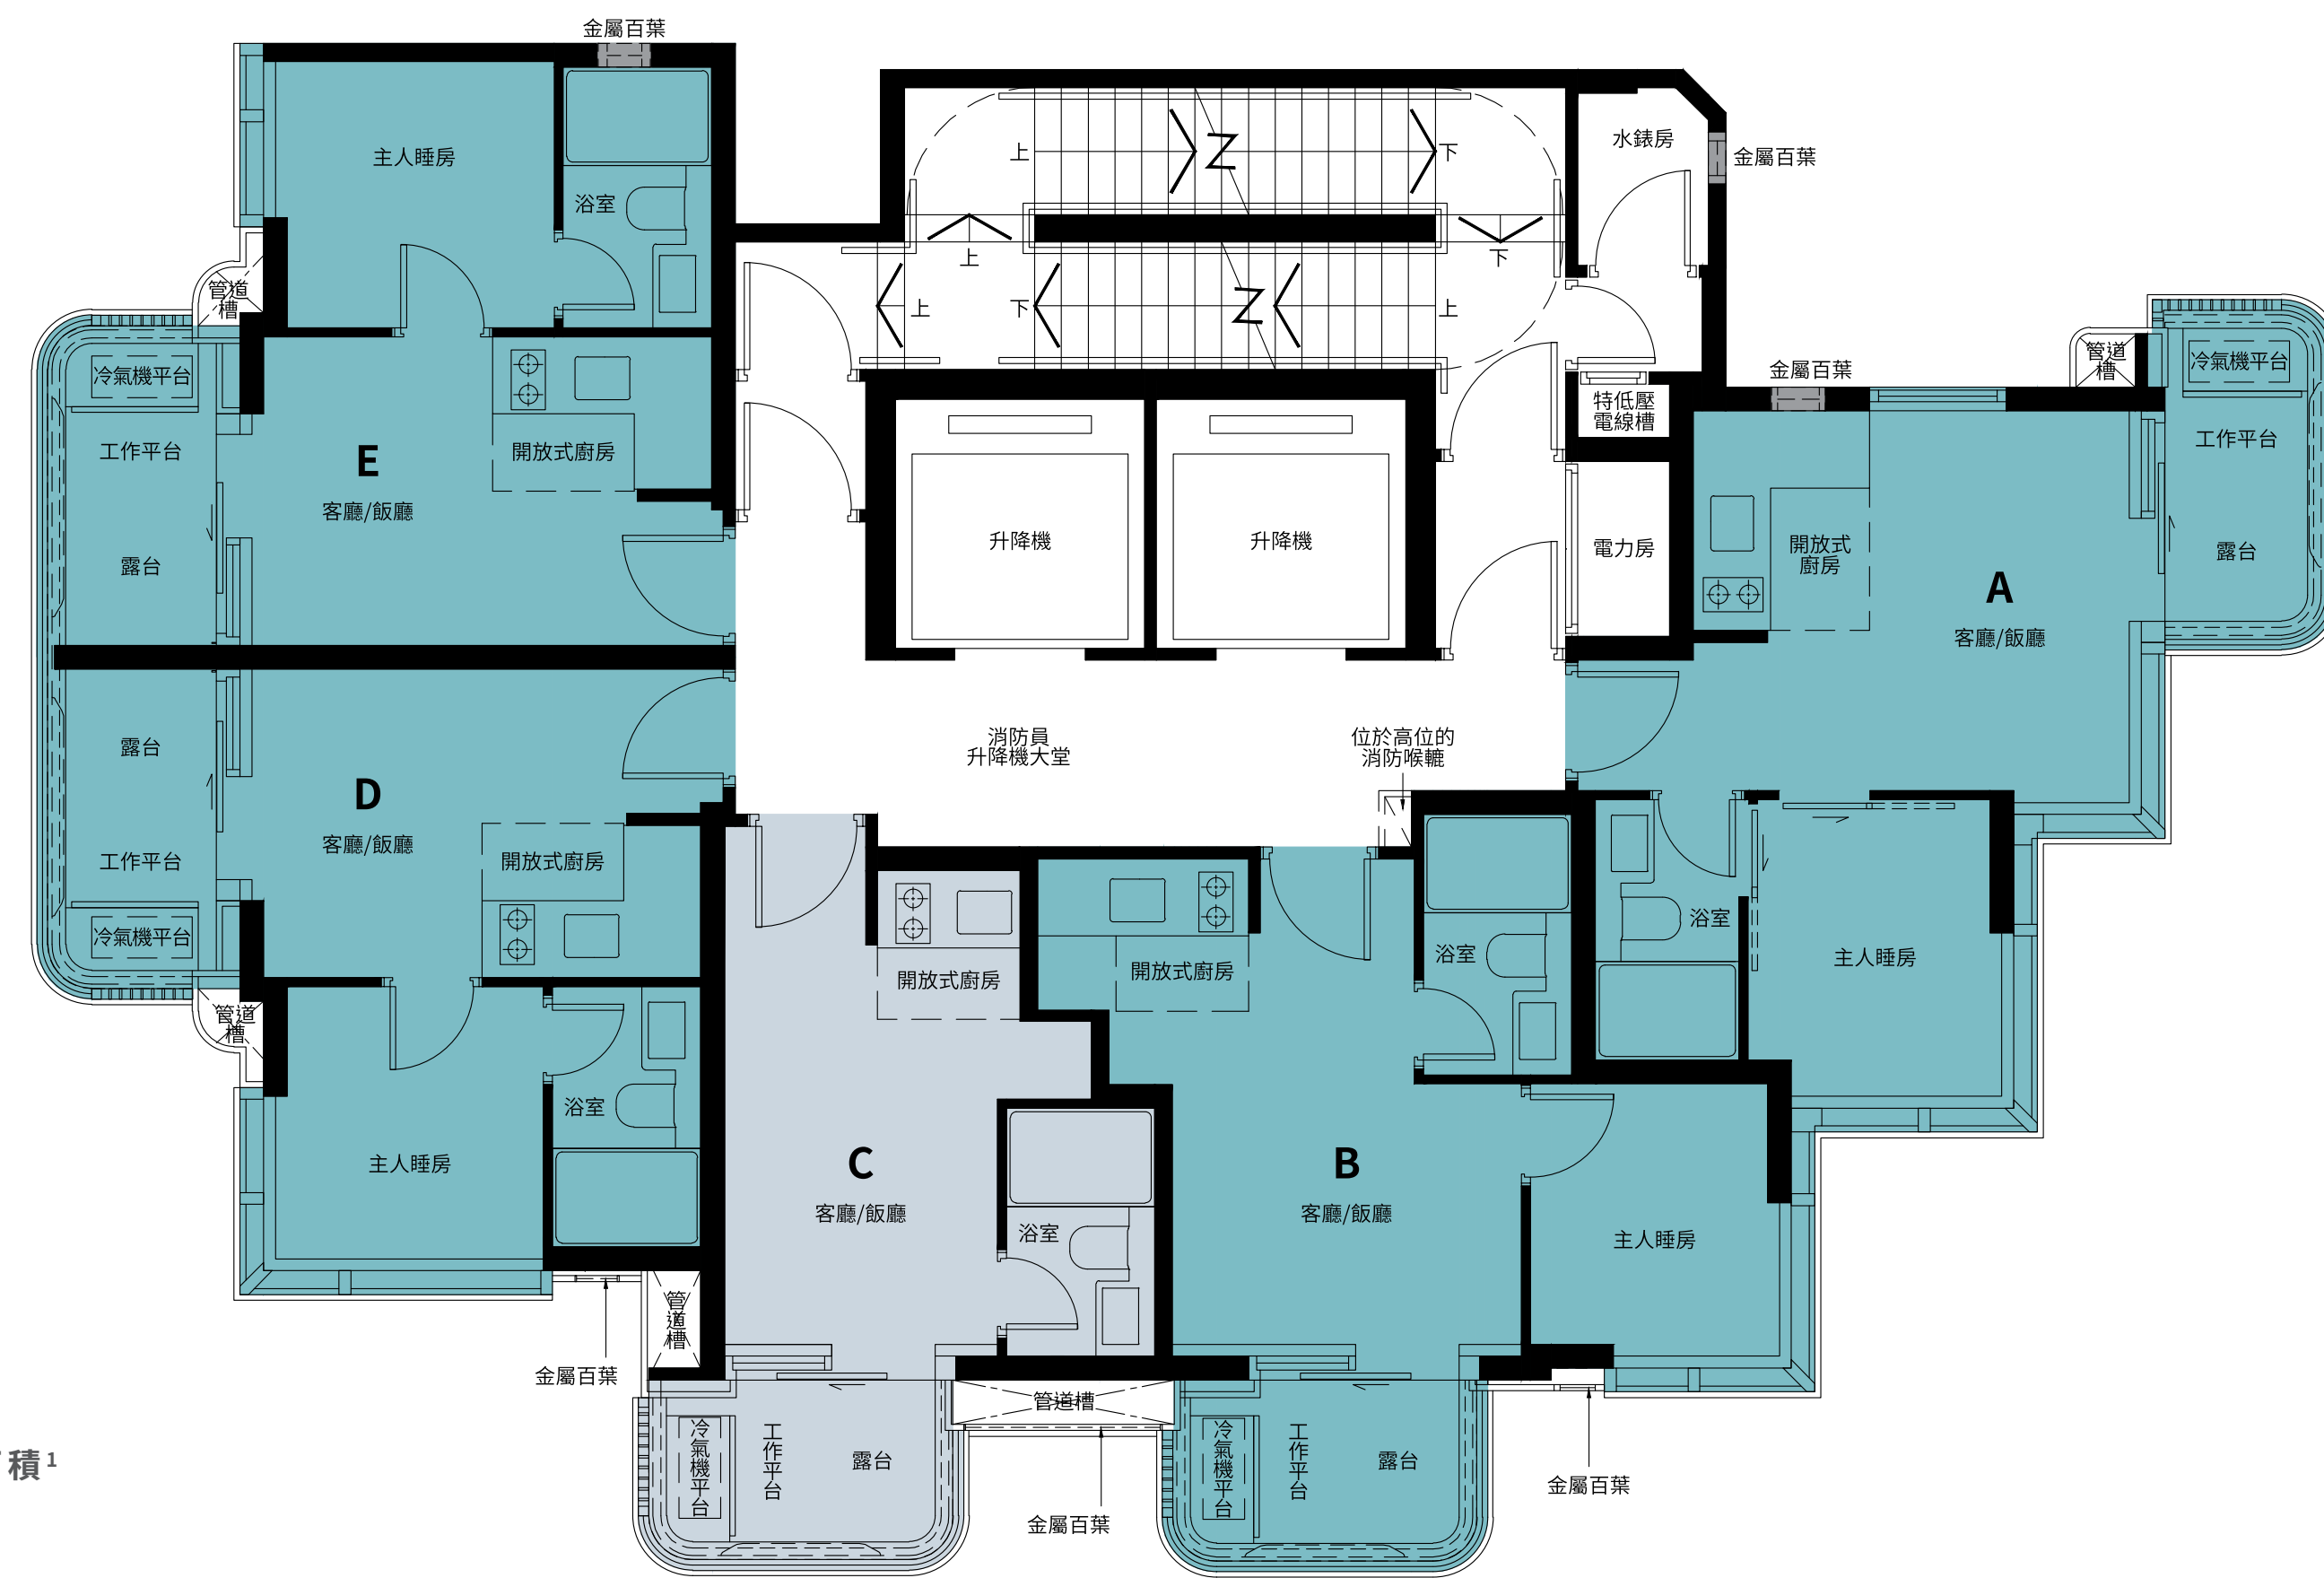 金屬百葉
主人睡房
浴室
管道
槽
冷氣機平台
工作平台
露台
E
客廳/飯廳
開放式廚房
上
下
上
下
上
下
上
水錶房
金屬百葉
特低壓
電線槽
電力房
升降機
升降機
金屬百葉
管道
槽
冷氣機平台
工作平台
露台
開放式
廚房
A
客廳/飯廳
露台
D
客廳/飯廳
工作平台
冷氣機平台
開放式廚房
管道
槽
主人睡房
浴室
管道槽
金屬百葉
消防員
升降機大堂
位於高位的
消防喉轆
開放式廚房
C
客廳/飯廳
浴室
冷氣機平台
工作平台
露台
管道槽
金屬百葉
開放式廚房
浴室
B
客廳/飯廳
主人睡房
冷氣機平台
工作平台
露台
金屬百葉
浴室
主人睡房
積1